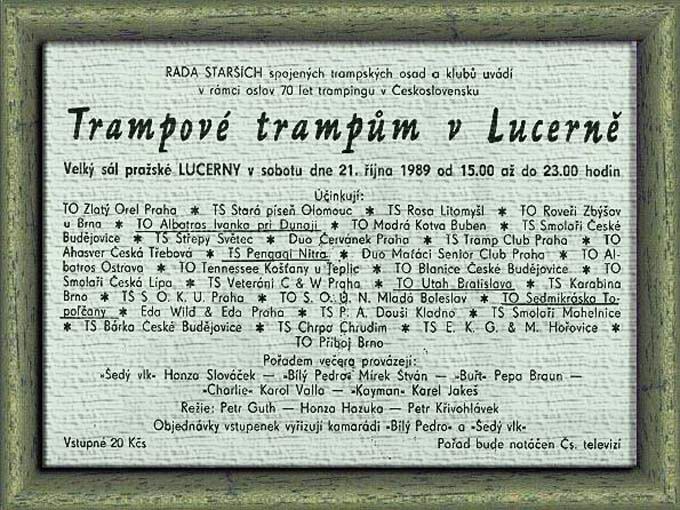 RADA STARŠÍCH spojených trampských osad a klubů uvádí
v rámci oslav 70 let trampingu v Československu
Trampové trampům v Lucerně
Velký sál pražské LUCERNY v sobotu dne 21. října 1989 od 15.00 až do 23.00 hodin
Účinkují:
TO Zlatý Orel Praha ✱ TS Stará píseň Olomouc ✱ TS Rosa Litomyšl ✱ TO Roveři Zbýšov
u Brna ✱ TO Albatros Ivanka pri Dunaji ✱ TO Modrá Kotva Buben ✱ TS Smolaři České
Budějovice ✱ TS Střepy Světec ✱ Duo Červánek Praha ✱ TS Tramp Club Praha ✱ TO
Ahasver Česká Třebová ✱ TS Pengagi Nitra ✱ Duo Mafáci Senior Club Praha ✱ TO Al-
batros Ostrava ✱ TO Tennessee Košťany u Teplic ✱ TO Blanice České Budějovice ✱ TO
Smolaři Česká Lípa ✱ TS Veteráni C & W Praha ✱ TO Utah Bratislava ✱ TS Karabina
Brno ✱ TS S. O. K. U. Praha ✱ TO S. O. U. N. Mladá Boleslav ✱ TO Sedmikráska To-
poľčany ✱ Eda Wild & Eda Praha ✱ TS P. A. Douši Kladno ✱ TS Smolaři Mahelnice
✱ TS Bárka České Budějovice ✱ TS Chrpa Chrudim ✱ TS E. K. G. & M. Hořovice ✱
TO Příboj Brno
Pořadem večera provázejí:
»Šedý vlk« Honza Slováček — »Bílý Pedro« Mirek Štván — »Buřt« Pepa Braun —
»Charlie« Karol Valla — »Kayman« Karel Jakeš
Režie: Petr Guth — Honza Hazuka — Petr Křivohlávek
Objednávky vstupenek vyřizují kamarádi »Bílý Pedro« a »Šedý vlk«
Vstupné 20 Kčs Pořad bude natáčen Čs. televizí